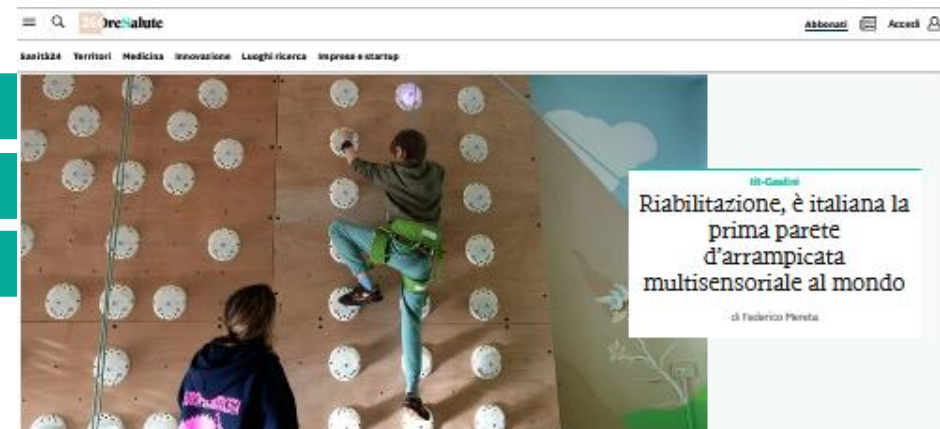 24 Ore Salute
Abbonati Accedi
Sanità24 Territori Medicina Innovazione Luoghi ricerca Imprese e startup
Iit-Gaslini
Riabilitazione, è italiana la
prima parete
d'arrampicata
multisensoriale al mondo
di Federico Mereta